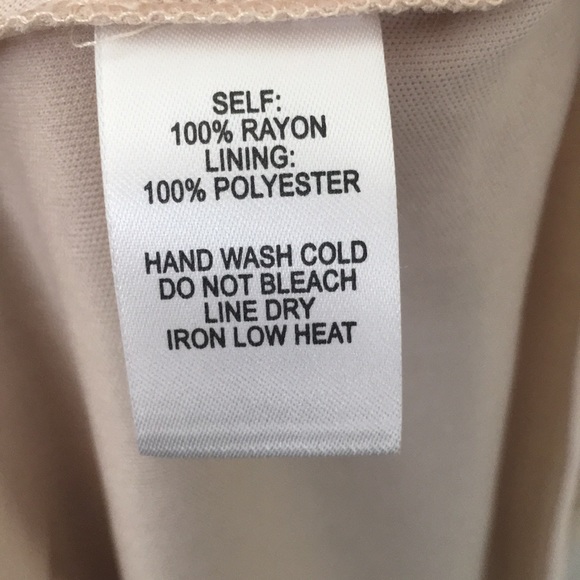 SELF:
100% RAYON
LINING:
100% POLYESTER
HAND WASH COLD
DO NOT BLEACH
LINE DRY
IRON LOW HEAT